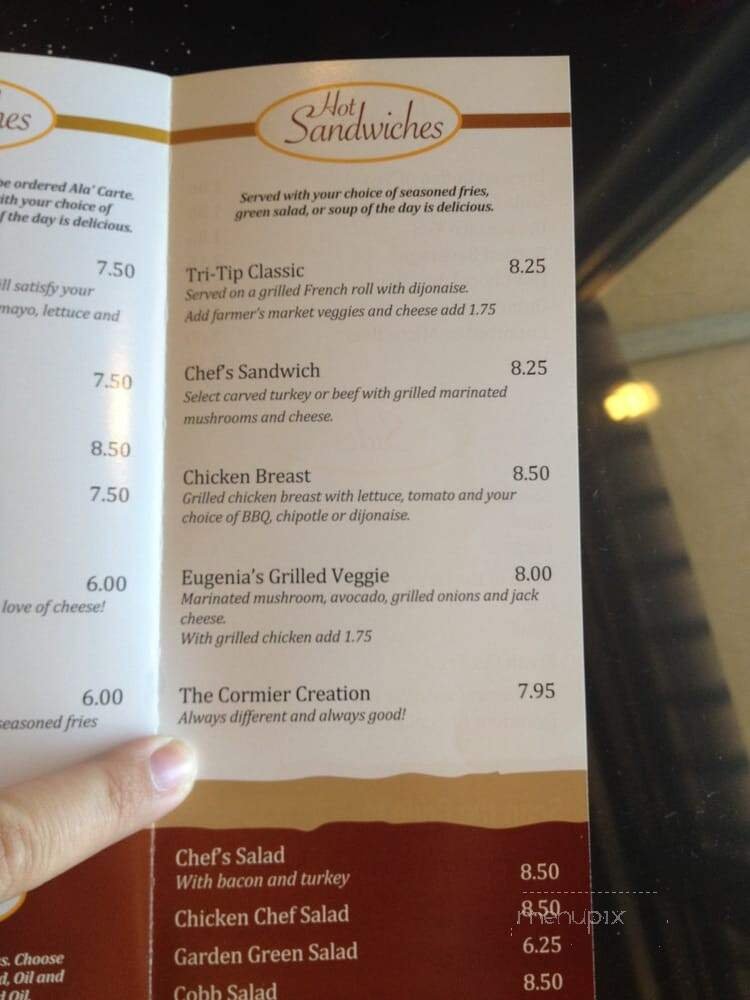 es
be ordered Ala' Carte.
ith your choice of
f the day is delicious.
7.50
ill satisfy your
mayo, lettuce and
7.50
8.50
7.50
6.00
love of cheese!
6.00
seasoned fries
s. Choose
d, Oil and
d Oil.
Hot
Sandwiches
Served with your choice of seasoned fries,
green salad, or soup of the day is delicious.
Tri-Tip Classic 8.25
Served on a grilled French roll with dijonaise.
Add farmer's market veggies and cheese add 1.75
Chef's Sandwich 8.25
Select carved turkey or beef with grilled marinated
mushrooms and cheese.
Chicken Breast 8.50
Grilled chicken breast with lettuce, tomato and your
choice of BBQ, chipotle or dijonaise.
Eugenia's Grilled Veggie 8.00
Marinated mushroom, avocado, grilled onions and jack
cheese.
With grilled chicken add 1.75
The Cormier Creation 7.95
Always different and always good!
Chef's Salad
With bacon and turkey 8.50
Chicken Chef Salad 8.50
menupix
Garden Green Salad 6.25
Cobb Salad 8.50